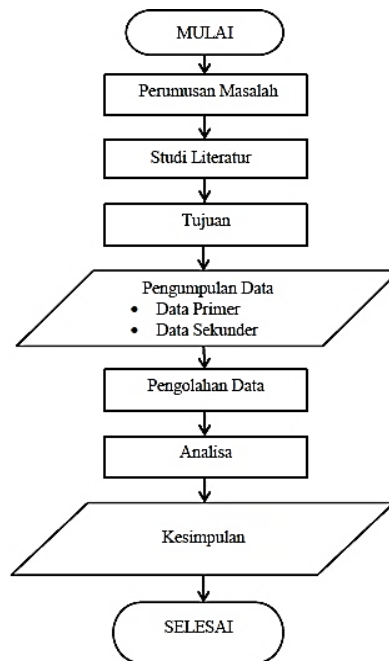 MULAI
Perumusan Masalah
Studi Literatur
Tujuan
Pengumpulan Data
• Data Primer
• Data Sekunder
Pengolahan Data
Analisa
Kesimpulan
SELESAI